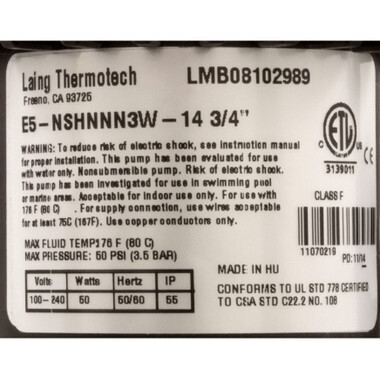 Laing Thermotech
LMB08102989
Fresno, CA 93725
E5-NSHNNN3W-14 3/4"
WARNING: To reduce risk of electric shook, see instruction manual
for proper installation. This pump has been evaluated for use
with water only. Nonsubmersible pump. Risk of electric shook.
This pump has been investigated for use in swimming pool
or marine areas. Acceptable for indoor use only. For use with
176 F (80 C). For supply connection, use wires acceptable
for at least 75C (167F). Use copper conductors only.
C ETL US
LISTED
3139011
CLASS F
MAX FLUID TEMP176 F (80 C)
MAX PRESSURE: 50 PSI (3.5 BAR)
11070219
PD: 11/14
MADE IN HU
Volts Watts Hertz IP
100-240 50 50/60 55
CONFORMS TO UL STD 778 CERTIFIED
TO CSA STD C22.2 NO. 108